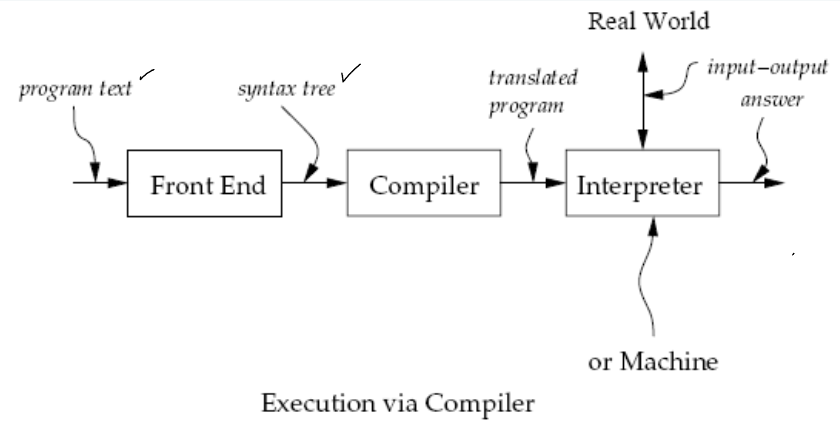 Real World
program text
syntax tree
translated
program
input–output
answer
Front End
Compiler
Interpreter
or Machine
Execution via Compiler